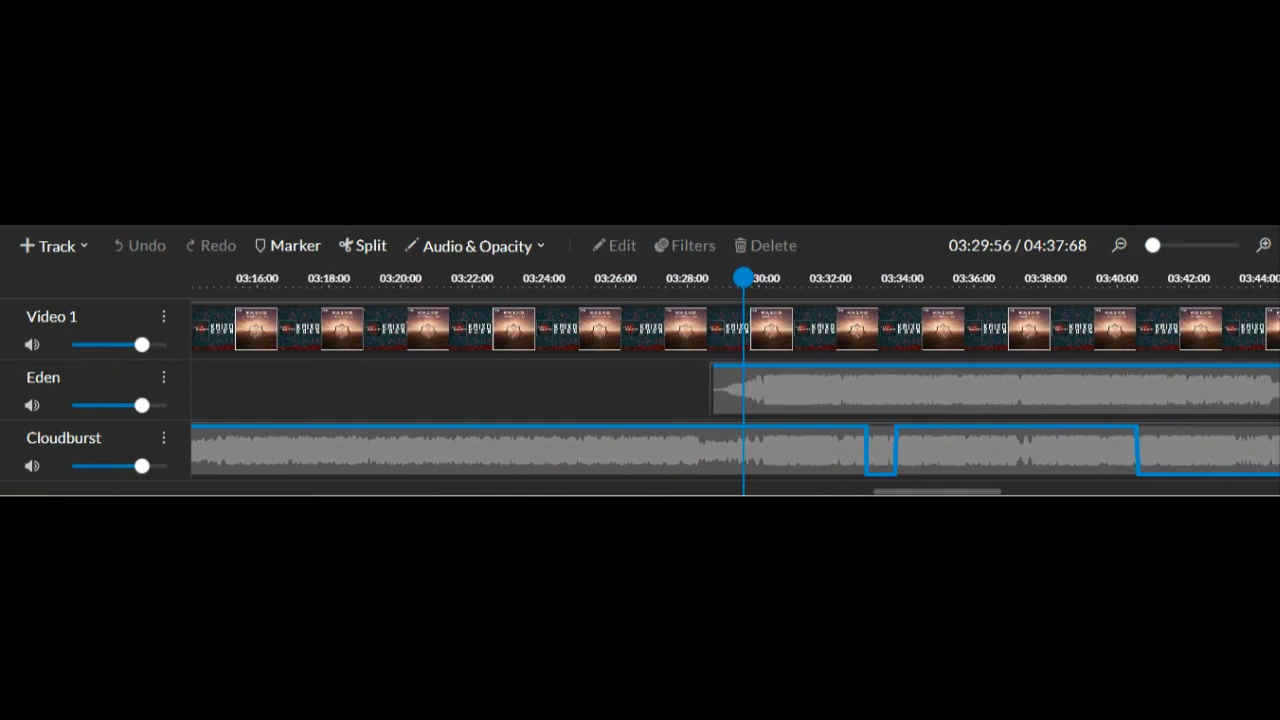 Track Undo Redo Marker Split Audio & Opacity Edit Filters Delete 03:29:56 / 04:37:68
03:16:00 03:18:00 03:20:00 03:22:00 03:24:00 03:26:00 03:28:00 30:00 03:32:00 03:34:00 03:36:00 03:38:00 03:40:00 03:42:00 03:44:00
Video 1
Eden
Cloudburst